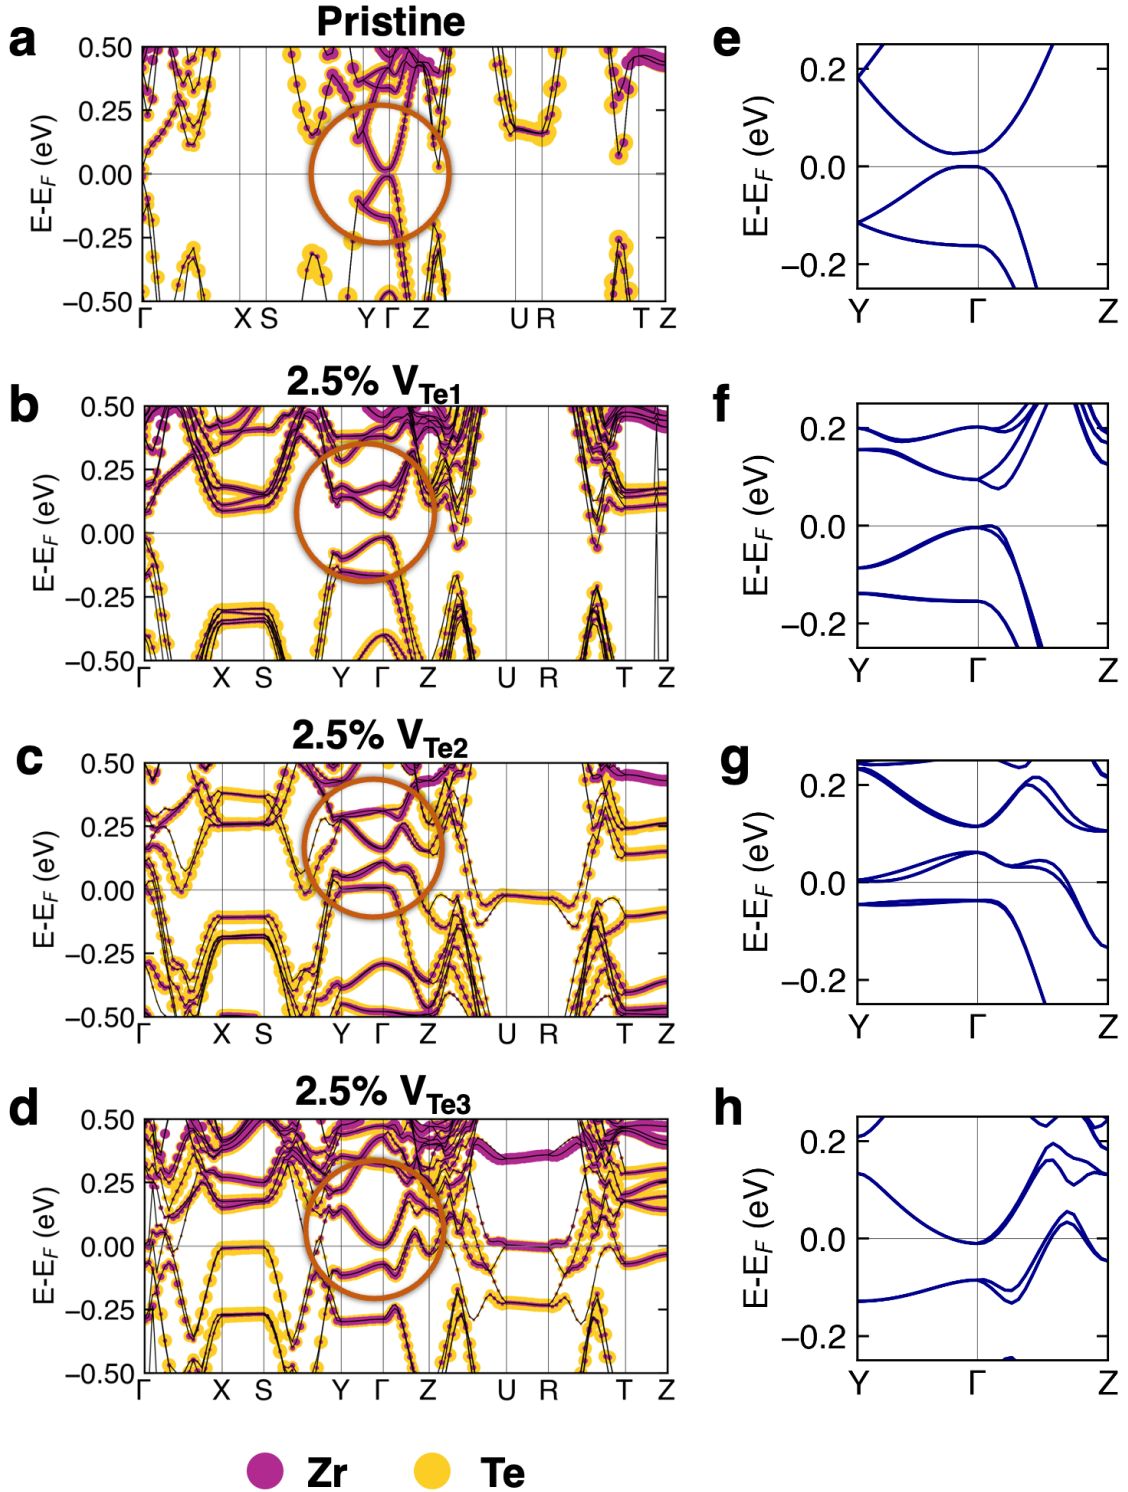 Pristine
a
0.50
0.25
0.00
−0.25
−0.50
E-E_F (eV)
Γ X S Y Γ Z U R T Z
e
0.2
0.0
−0.2
E-E_F (eV)
Y Γ Z
2.5% V_Te1
b
0.50
0.25
0.00
−0.25
−0.50
E-E_F (eV)
Γ X S Y Γ Z U R T Z
f
0.2
0.0
−0.2
E-E_F (eV)
Y Γ Z
2.5% V_Te2
c
0.50
0.25
0.00
−0.25
−0.50
E-E_F (eV)
Γ X S Y Γ Z U R T Z
g
0.2
0.0
−0.2
E-E_F (eV)
Y Γ Z
2.5% V_Te3
d
0.50
0.25
0.00
−0.25
−0.50
E-E_F (eV)
Γ X S Y Γ Z U R T Z
h
0.2
0.0
−0.2
E-E_F (eV)
Y Γ Z
Zr Te